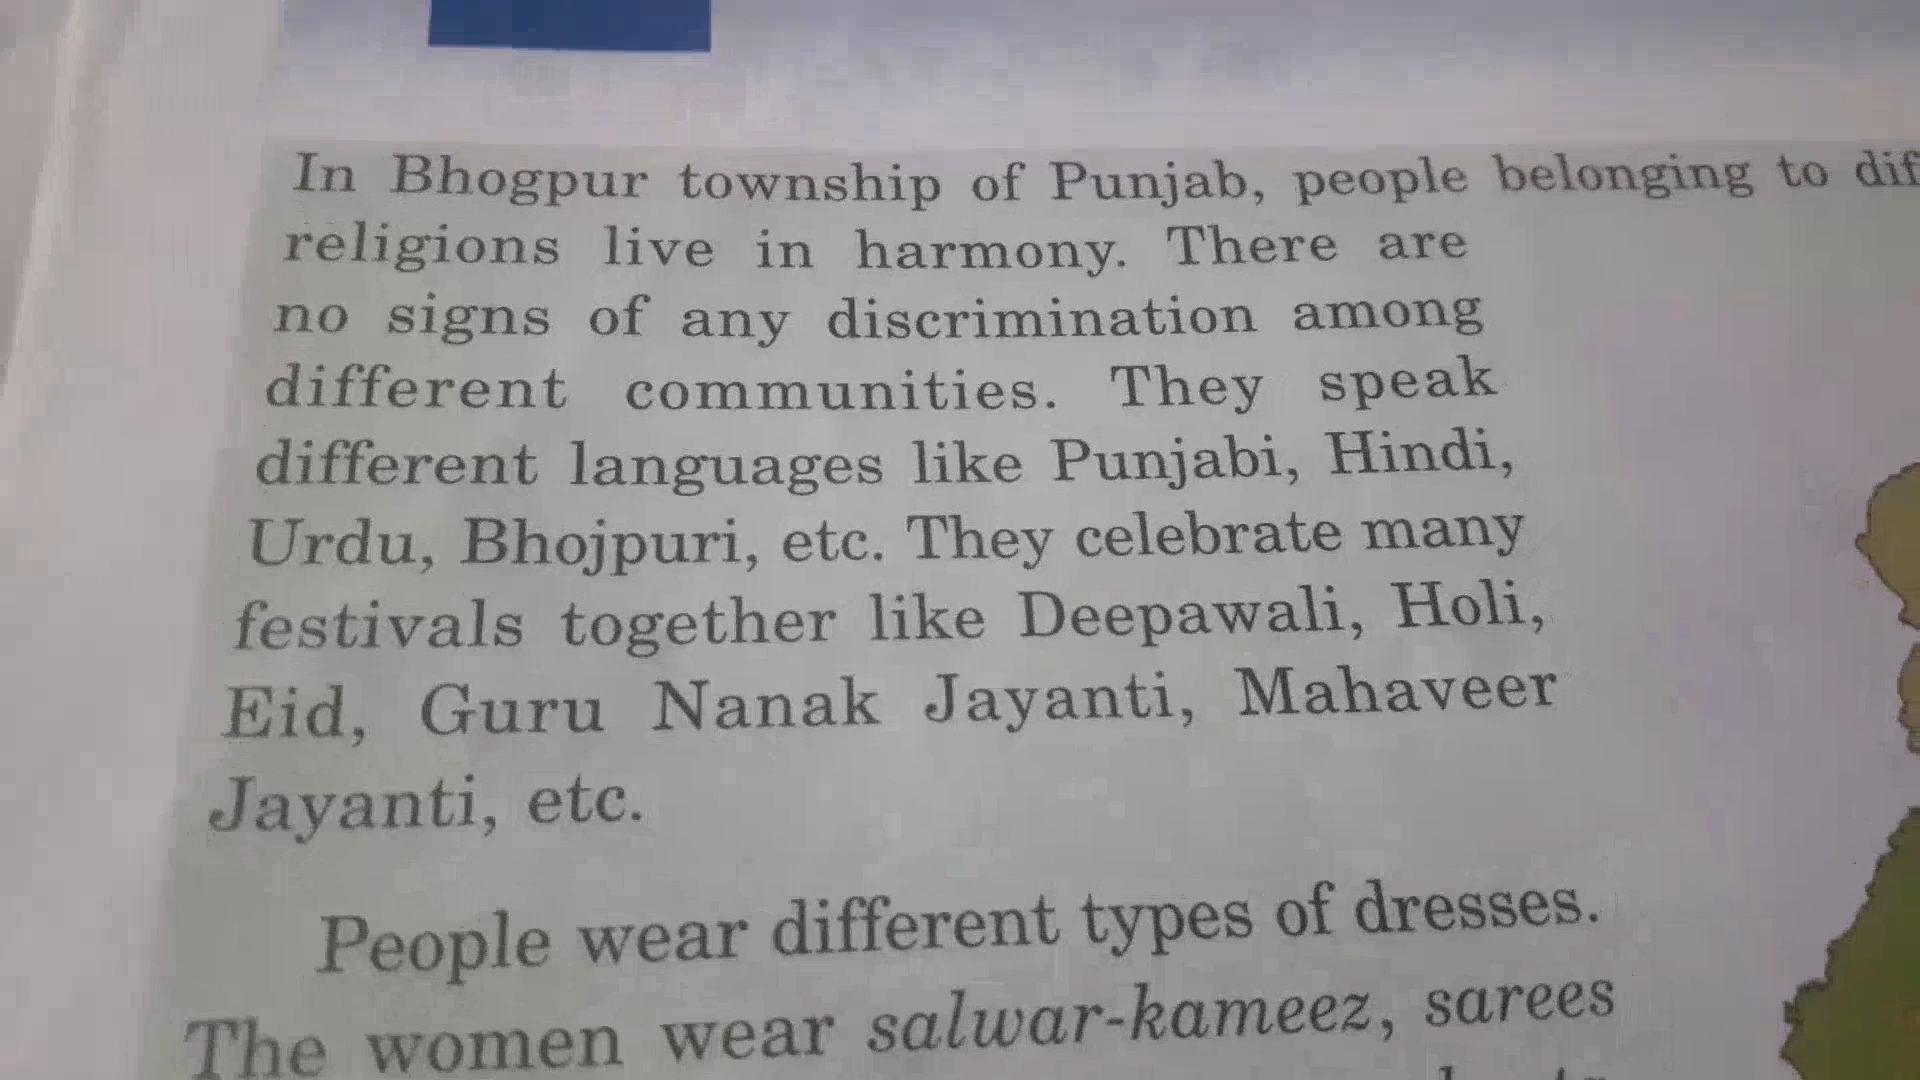 In Bhogpur township of Punjab, people belonging to
religions live in harmony. There are
no signs of any discrimination among
different communities. They speak
different languages like Punjabi, Hindi,
Urdu, Bhojpuri, etc. They celebrate many
festivals together like Deepawali, Holi,
Eid, Guru Nanak Jayanti, Mahaveer
Jayanti, etc.
People wear different types of dresses.
The women wear salwar-kameez, sarees